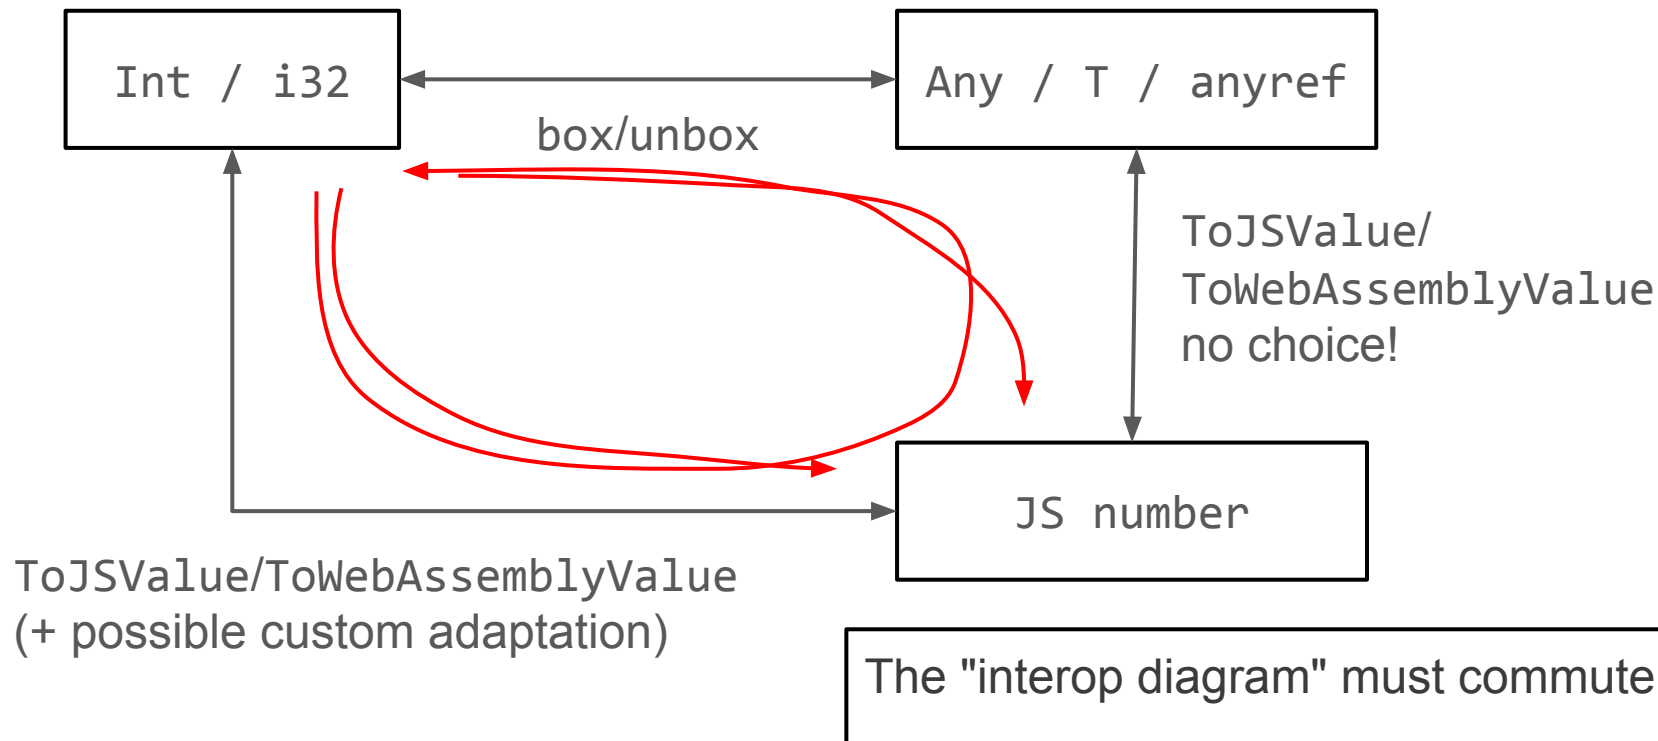 Int / i32
Any / T / anyref
box/unbox
ToJSValue/
ToWebAssemblyValue
no choice!
JS number
ToJSValue/ToWebAssemblyValue
(+ possible custom adaptation)
The "interop diagram" must commute